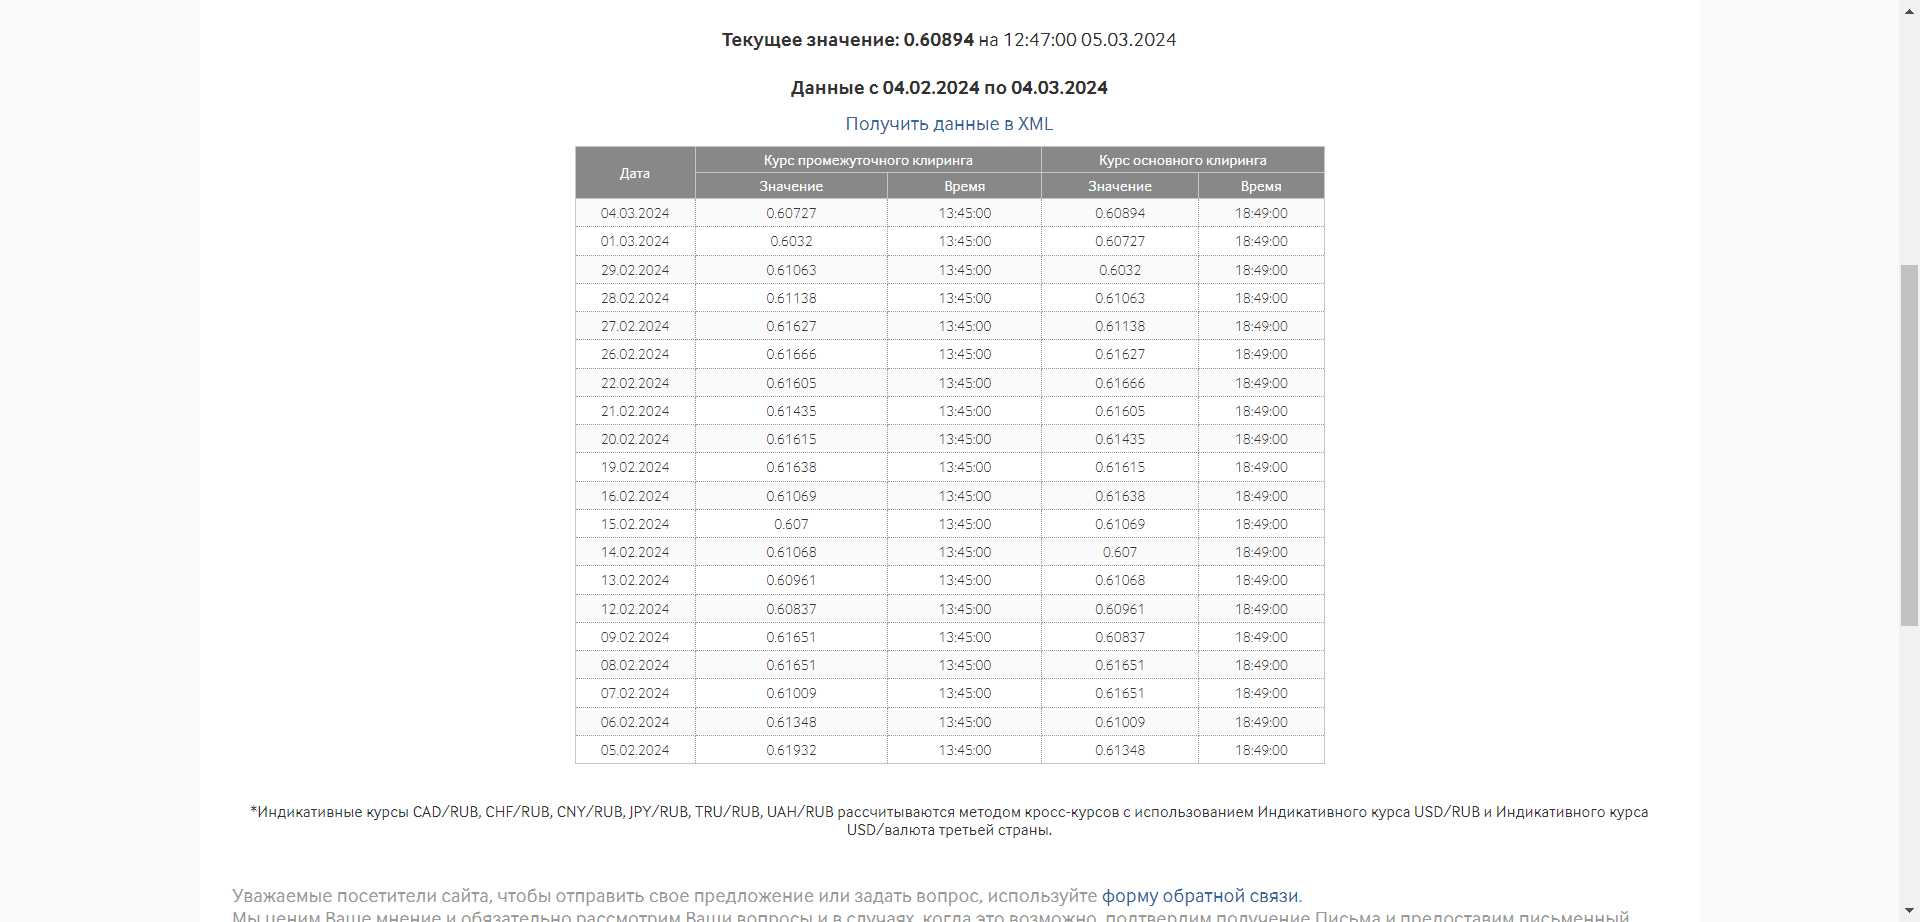 Текущее значение: 0.60894 на 12:47:00 05.03.2024
Данные с 04.02.2024 по 04.03.2024
Получить данные в XML
Дата Курс промежуточного клиринга Курс основного клиринга
Значение Время Значение Время
04.03.2024 0.60727 13:45:00 0.60894 18:49:00
01.03.2024 0.6032 13:45:00 0.60727 18:49:00
29.02.2024 0.61063 13:45:00 0.6032 18:49:00
28.02.2024 0.61138 13:45:00 0.61063 18:49:00
27.02.2024 0.61627 13:45:00 0.61138 18:49:00
26.02.2024 0.61666 13:45:00 0.61627 18:49:00
22.02.2024 0.61605 13:45:00 0.61666 18:49:00
21.02.2024 0.61435 13:45:00 0.61605 18:49:00
20.02.2024 0.61615 13:45:00 0.61435 18:49:00
19.02.2024 0.61638 13:45:00 0.61615 18:49:00
16.02.2024 0.61069 13:45:00 0.61638 18:49:00
15.02.2024 0.607 13:45:00 0.61069 18:49:00
14.02.2024 0.61068 13:45:00 0.607 18:49:00
13.02.2024 0.60961 13:45:00 0.61068 18:49:00
12.02.2024 0.60837 13:45:00 0.60961 18:49:00
09.02.2024 0.61651 13:45:00 0.60837 18:49:00
08.02.2024 0.61651 13:45:00 0.61651 18:49:00
07.02.2024 0.61009 13:45:00 0.61651 18:49:00
06.02.2024 0.61348 13:45:00 0.61009 18:49:00
05.02.2024 0.61932 13:45:00 0.61348 18:49:00
*Индикативные курсы CAD/RUB, CHF/RUB, CNY/RUB, JPY/RUB, TRU/RUB, UAH/RUB рассчитываются методом кросс-курсов с использованием Индикативного курса USD/RUB и Индикативного курса
USD/валюта третьей страны.
Уважаемые посетители сайта, чтобы отправить свое предложение или задать вопрос, используйте форму обратной связи.
Мы ценим Ваше мнение и обязательно рассмотрим Ваши вопросы и в случаях, когда это возможно, подтвердим получение Письма и предоставим письменный